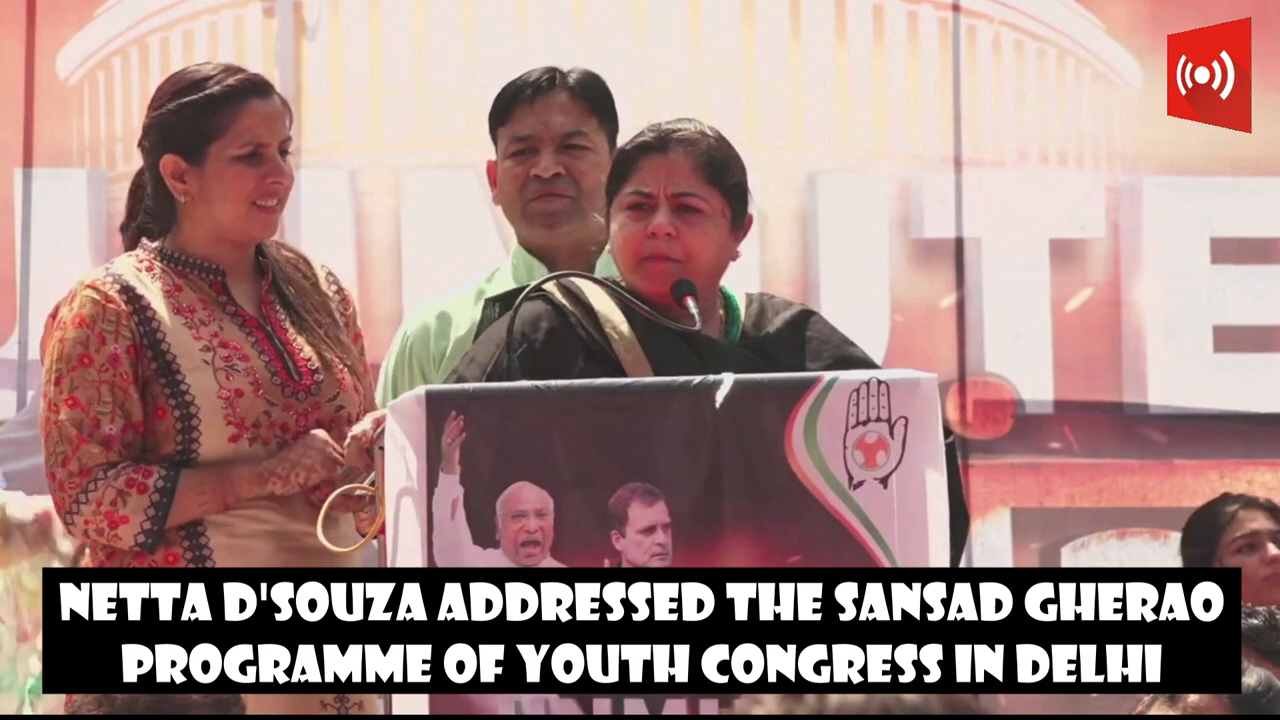 NETTA D'SOUZA ADDRESSED THE SANSAD GHERAO
PROGRAMME OF YOUTH CONGRESS IN DELHI